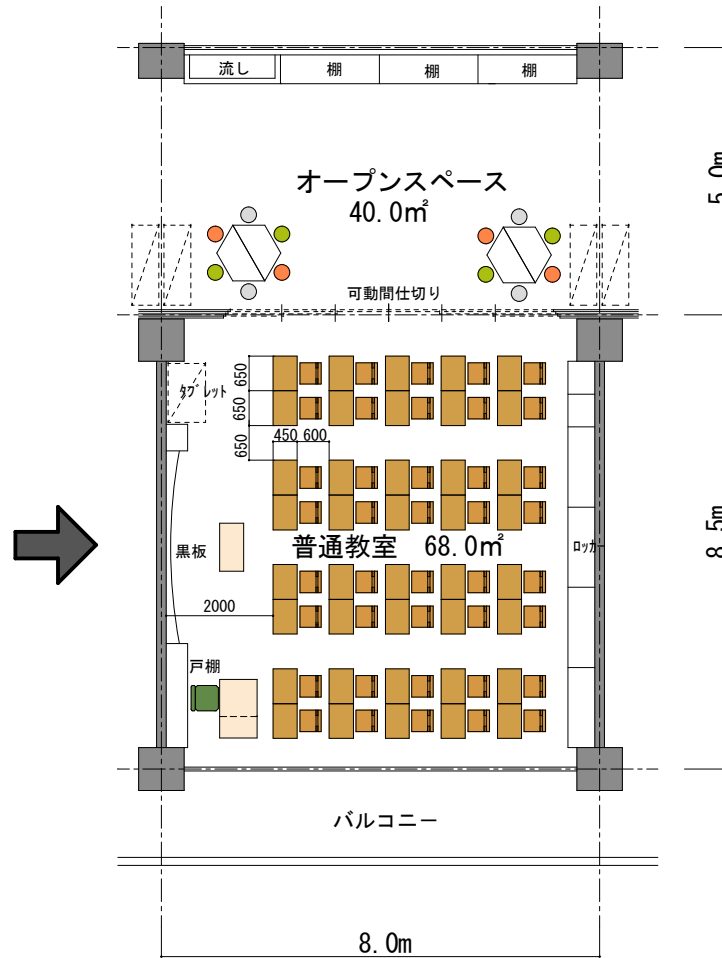 流し
棚
棚
棚
オープンスペース
40.0㎡
5.0m
可動間仕切り
タブレット
650
650
650
450
600
黒板
普通教室 68.0㎡
ロッカー
8.5m
2000
戸棚
バルコニー
8.0m